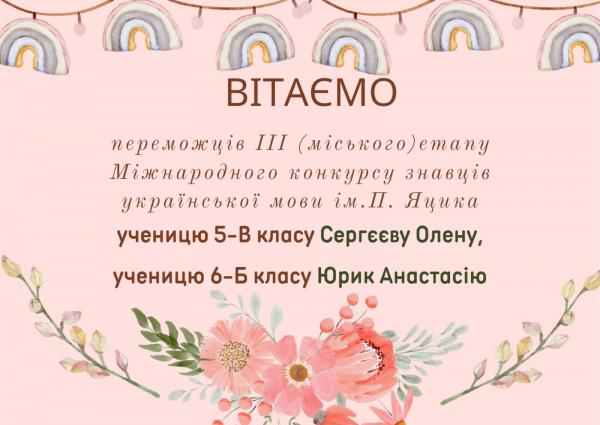 ВІТАЄМО
переможців ІІІ (міського)етапу
Міжнародного конкурсу знавців
української мови ім.П. Яцика
ученицю 5-В класу Сергєєву Олену,
ученицю 6-Б класу Юрик Анастасію